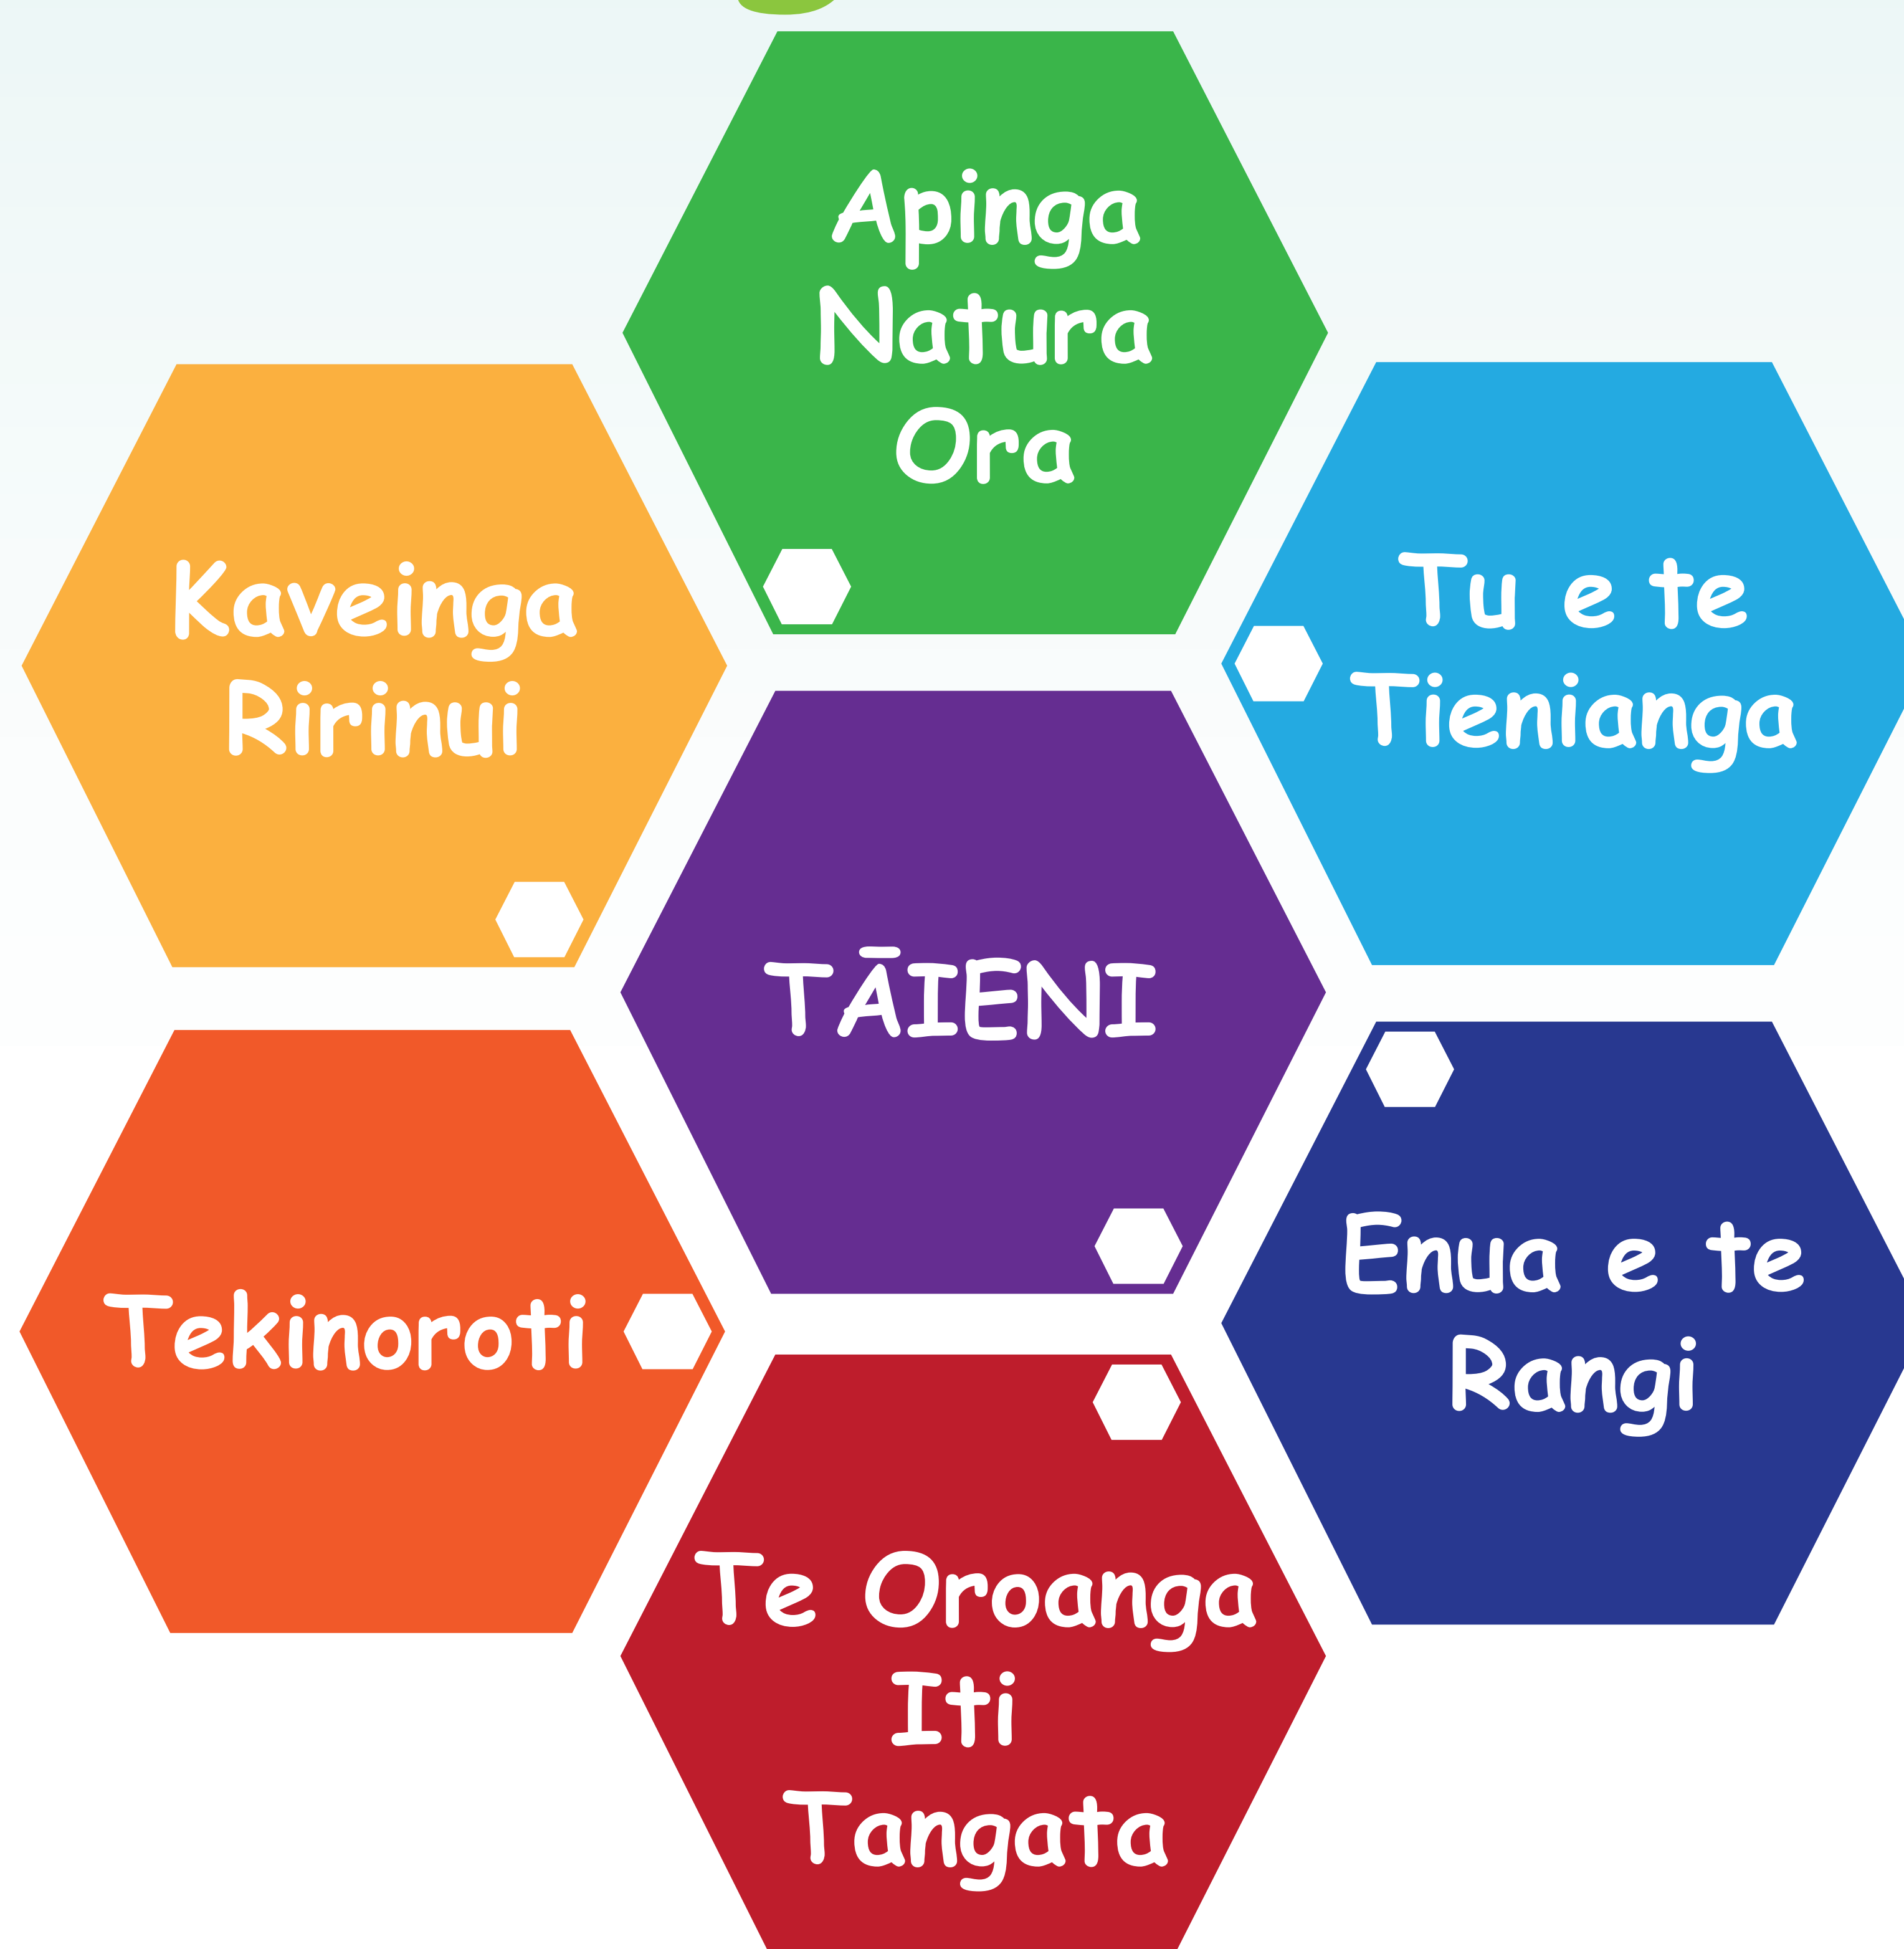 Apinga
Natura
Ora
Kaveinga
Ririnui
Tu e te
Tienianga
TĀIENI
Tekinoroti
Enua e te
Rangi
Te Oroanga
Iti
Tangata